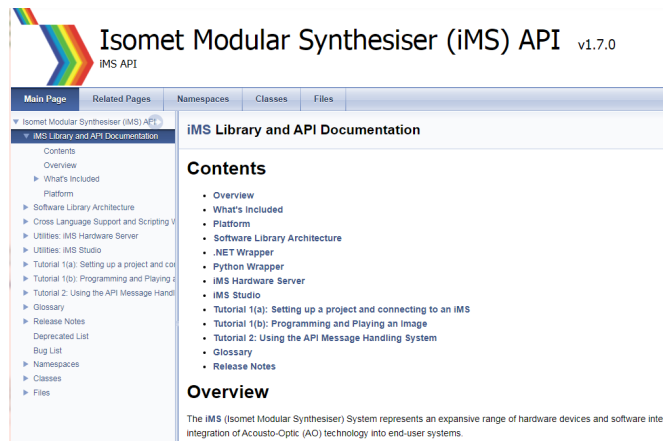 Isomet Modular Synthesiser (iMS) API v1.7.0
iMS API
Main Page Related Pages Namespaces Classes Files
Isomet Modular Synthesiser (iMS) API
iMS Library and API Documentation
Contents
Overview
What's Included
Platform
Software Library Architecture
Cross Language Support and Scripting
Utilities: iMS Hardware Server
Utilities: iMS Studio
Tutorial 1(a): Setting up a project and
Tutorial 1(b): Programming and Playing
Tutorial 2: Using the API Message
Glossary
Release Notes
Deprecated List
Bug List
Namespaces
Classes
Files
iMS Library and API Documentation
Contents
Overview
What's Included
Platform
Software Library Architecture
.NET Wrapper
Python Wrapper
iMS Hardware Server
iMS Studio
Tutorial 1(a): Setting up a project and connecting to an iMS
Tutorial 1(b): Programming and Playing an Image
Tutorial 2: Using the API Message Handling System
Glossary
Release Notes
Overview
The iMS (Isomet Modular Synthesiser) System represents an expansive range of hardware devices and software
integration of Acousto-Optic (AO) technology into end-user systems.